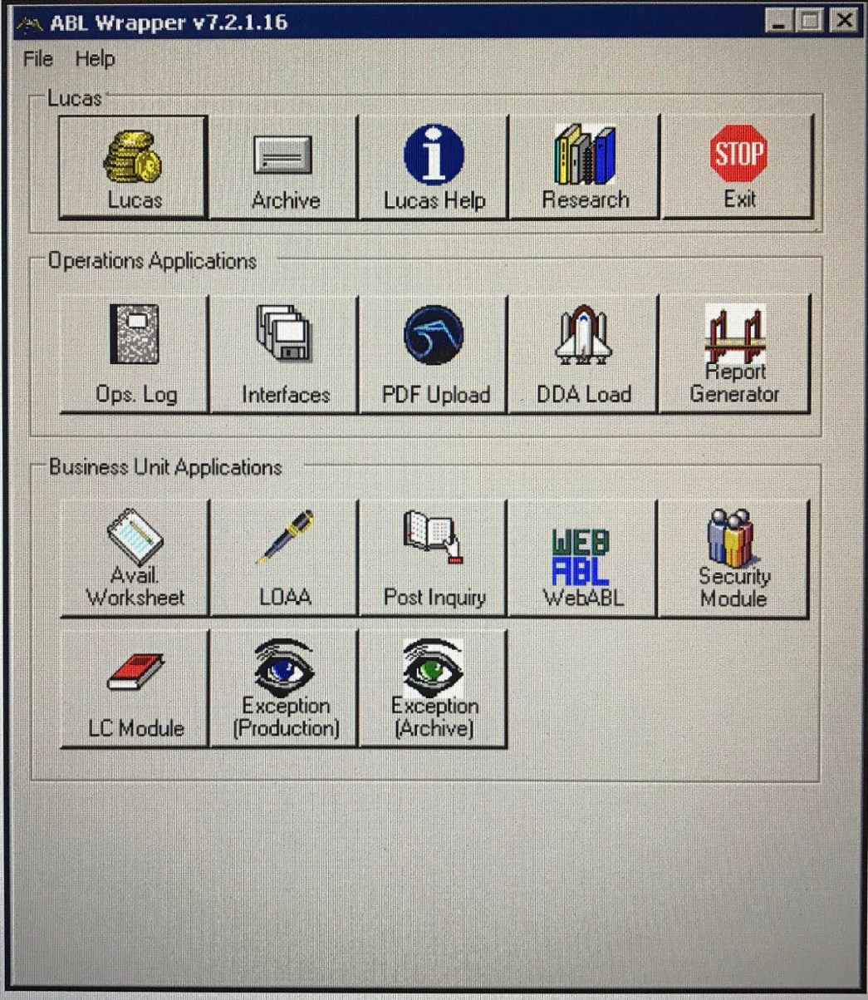 ABL Wrapper v7.2.1.16
File Help
Lucas
Lucas
Archive
Lucas Help
Research
STOP
Exit
Operations Applications
Ops. Log
Interfaces
PDF Upload
DDA Load
Report
Generator
Business Unit Applications
Avail.
Worksheet
LOAA
Post Inquiry
WEB
ABL
WebABL
Security
Module
LC Module
Exception
(Production)
Exception
(Archive)